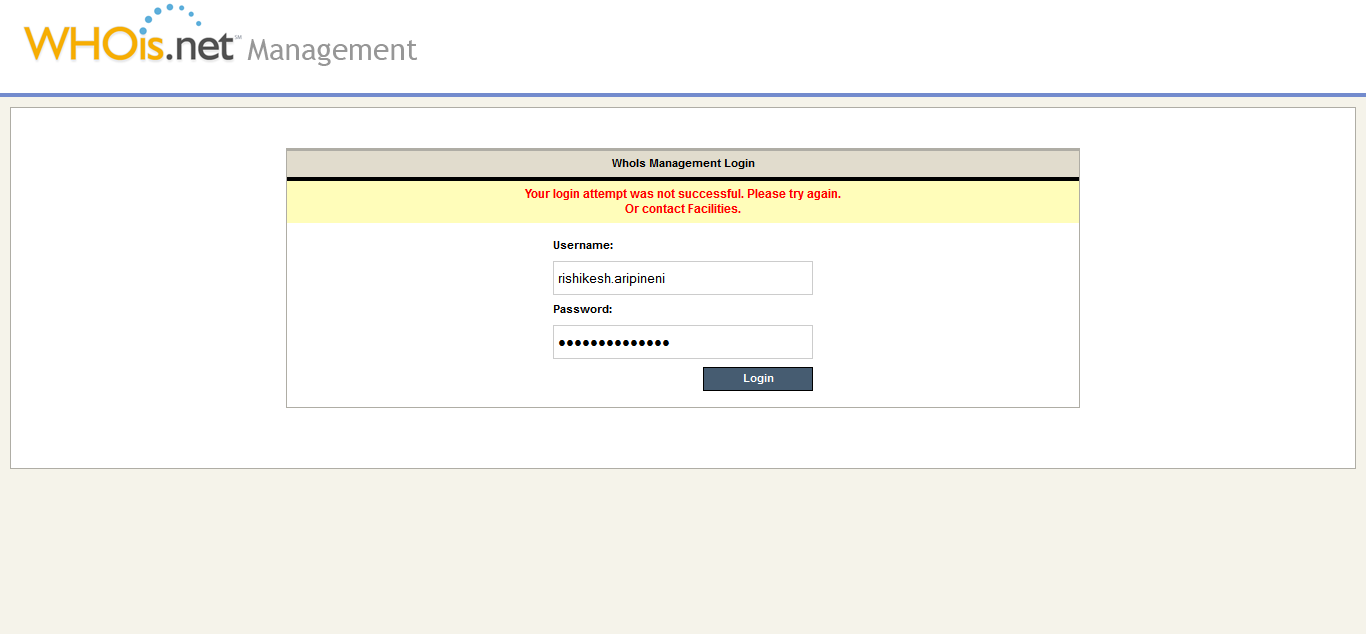 WHOis.net℠ Management
WhoIs Management Login
Your login attempt was not successful. Please try again.
Or contact Facilities.
Username:
rishikesh.aripineni
Password:
●●●●●●●●●●●●●●
Login